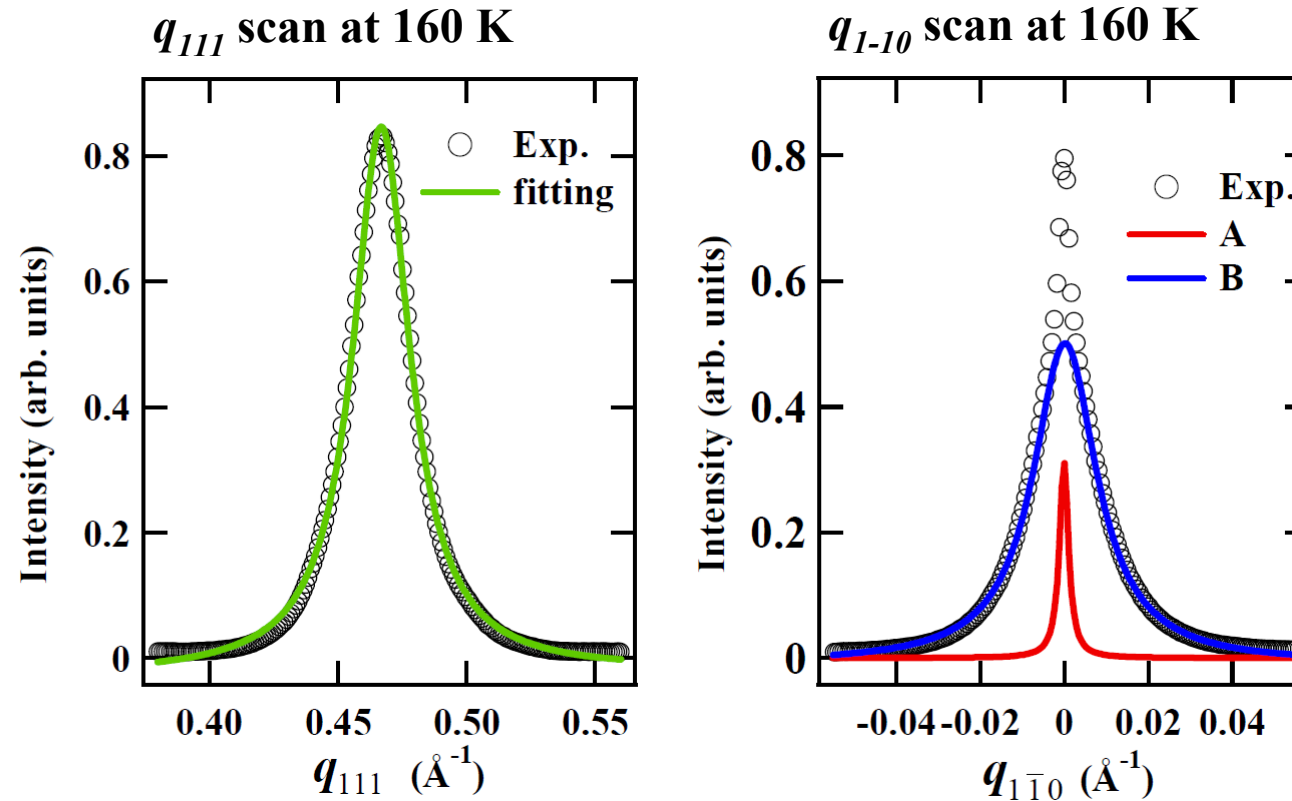 q111 scan at 160 K
Intensity (arb. units)
0.8
0.6
0.4
0.2
0
Exp.
fitting
0.40
0.45
0.50
0.55
q111 (Å-1)
q1-10 scan at 160 K
Intensity (arb. units)
0.8
0.6
0.4
0.2
0
Exp.
A
B
-0.04
-0.02
0
0.02
0.04
q11̅0 (Å-1)